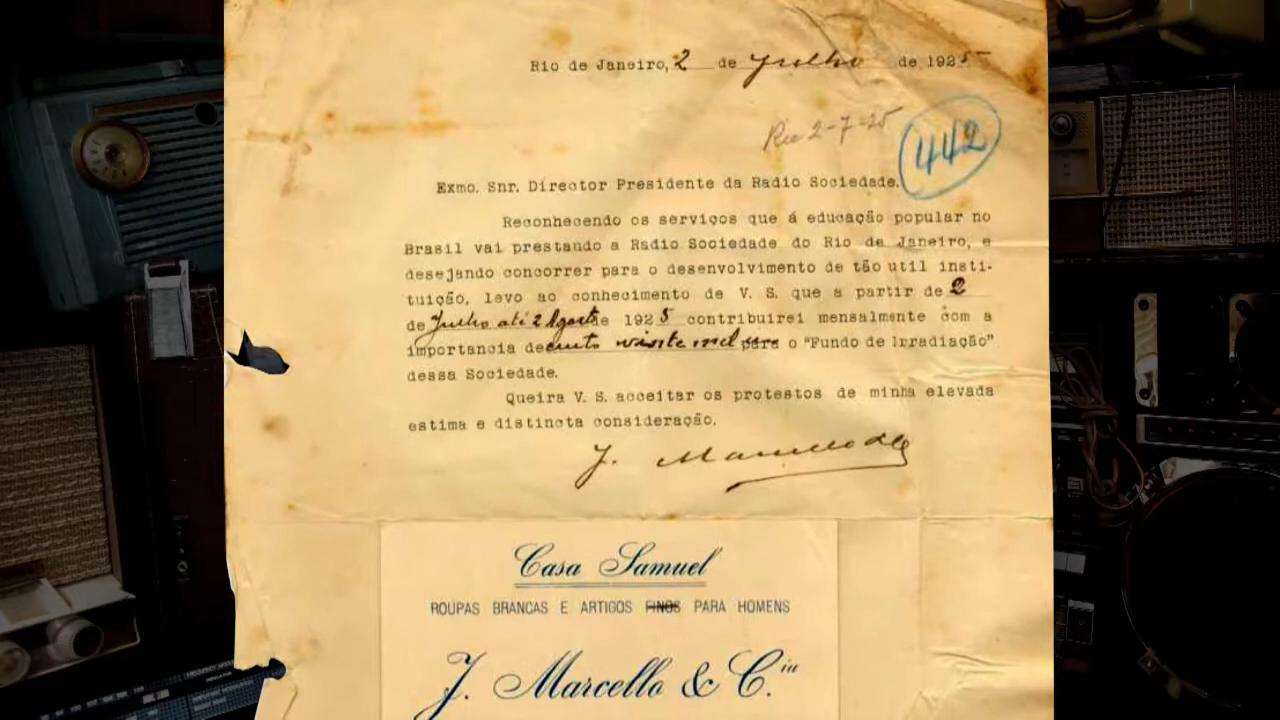 Rio de Janeiro, 2 de Julho de 1925
Rio 2-7-25
442
Exmo. Snr. Director Presidente da Radio Sociedade.
Reconhecendo os serviços que á educação popular no
Brasil vai prestando a Radio Sociedade do Rio de Janeiro, e
desejando concorrer para o desenvolvimento de tão util insti-
tuição, levo ao conhecimento de V. S. que a partir de 2
de Julho até 2 Agosto de 1925 contribuirei mensalmente com a
importancia de cento vinte mil para o "Fundo de Irradiação"
dessa Sociedade.
Queira V. S. acceitar os protestos de minha elevada
estima e distincta consideração.
J. Marcello
Casa Samuel
ROUPAS BRANCAS E ARTIGOS FINOS PARA HOMENS
J. Marcello & C.ia